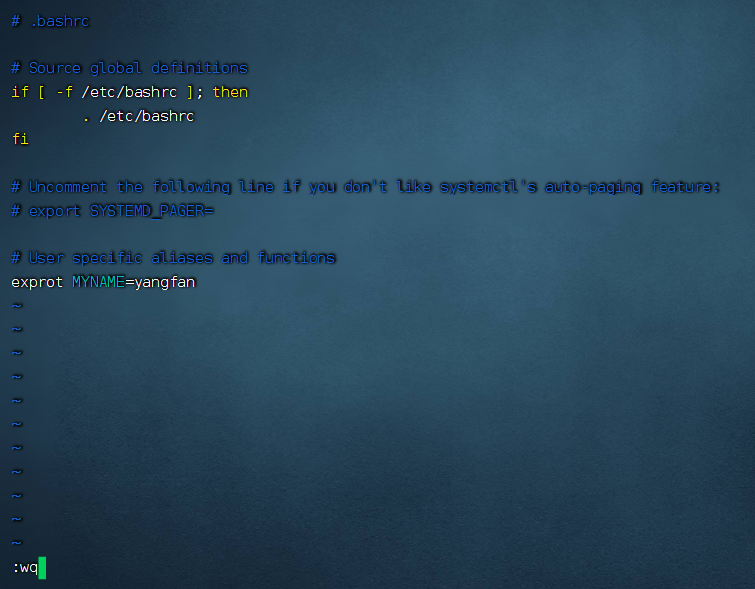 # .bashrc
# Source global definitions
if [ -f /etc/bashrc ]; then
        . /etc/bashrc
fi
# Uncomment the following line if you don't like systemctl's auto-paging feature:
# export SYSTEMD_PAGER=
# User specific aliases and functions
exprot MYNAME=yangfan
~
~
~
~
~
~
~
~
~
~
~
:wq